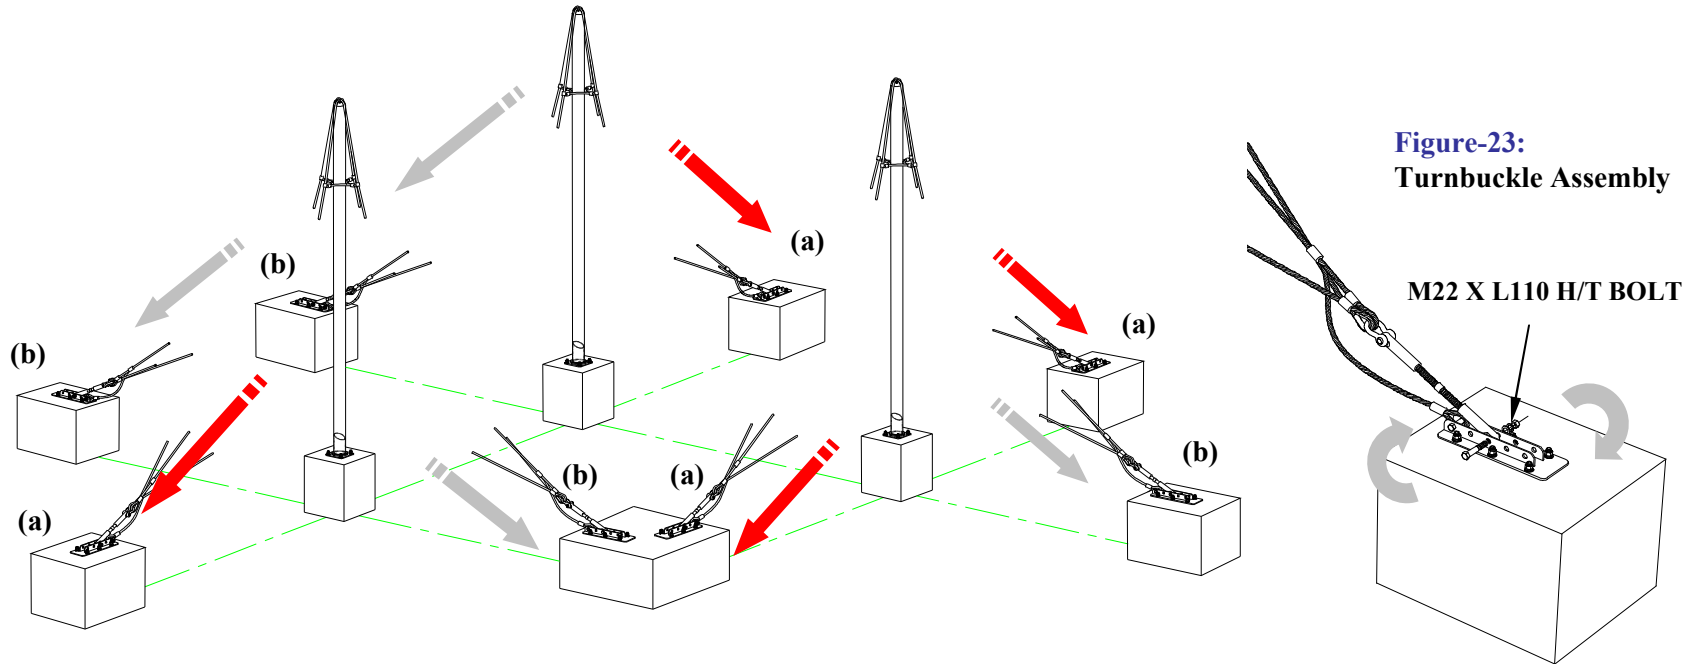 Figure-23:
Turnbuckle Assembly
(a)
(b)
M22 X L110 H/T BOLT
(a)
(b)
(b)
(a)
(b)
(a)